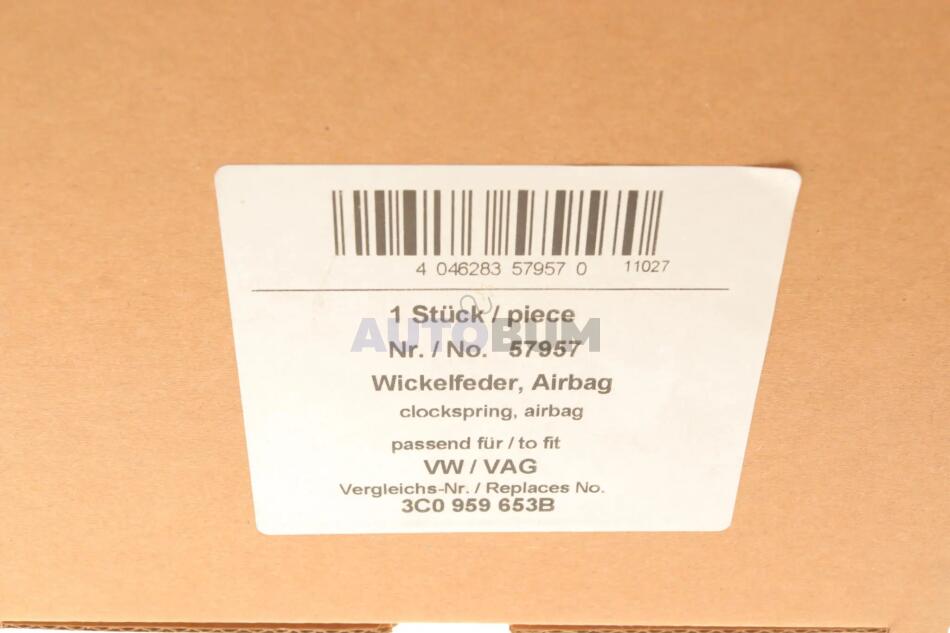 4 046283 57957 0 11027
1 Stück / piece
AUTOBUM
Nr. / No. 57957
Wickelfeder, Airbag
clockspring, airbag
passend für / to fit
VW / VAG
Vergleichs-Nr. / Replaces No.
3C0 959 653B